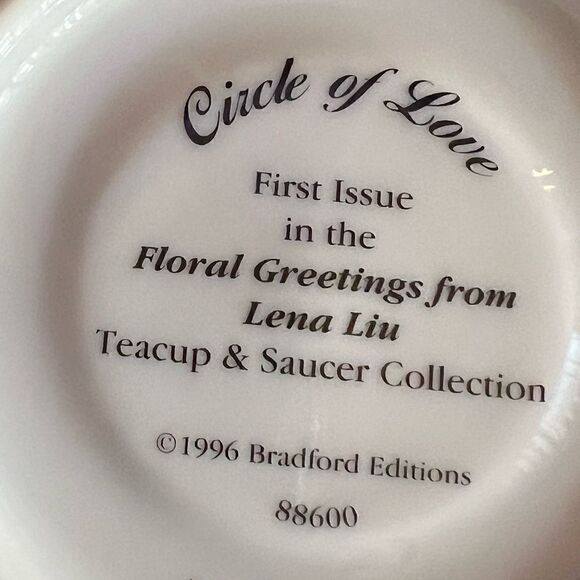 Circle of Love
First Issue
in the
Floral Greetings from
Lena Liu
Teacup & Saucer Collection
©1996 Bradford Editions
88600